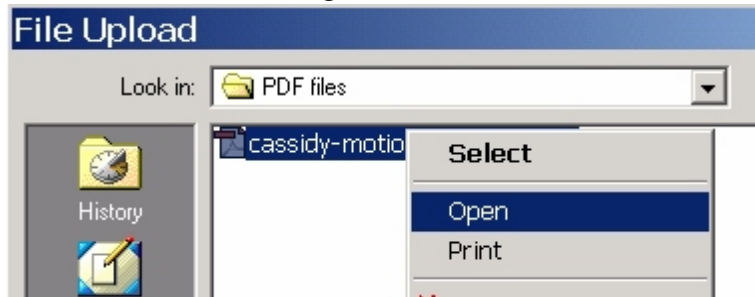 File Upload
Look in: PDF files
cassidy-motio
Select
History
Open
Print